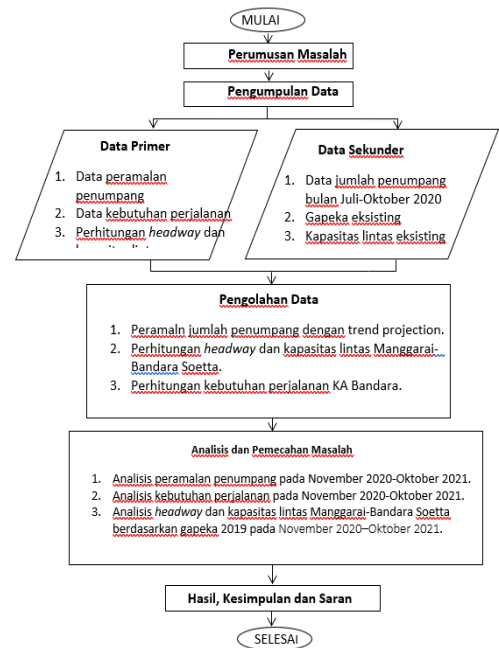 MULAI
Perumusan Masalah
Pengumpulan Data
Data Primer
1. Data peramalan
penumpang
2. Data kebutuhan perjalanan
3. Perhitungan headway dan
Data Sekunder
1. Data jumlah penumpang
bulan Juli-Oktober 2020
2. Gapeka eksisting
3. Kapasitas lintas eksisting
Pengolahan Data
1. Peramaln jumlah penumpang dengan trend projection.
2. Perhitungan headway dan kapasitas lintas Manggarai-
Bandara Soetta.
3. Perhitungan kebutuhan perjalanan KA Bandara.
Analisis dan Pemecahan Masalah
1. Analisis peramalan penumpang pada November 2020-Oktober 2021.
2. Analisis kebutuhan perjalanan pada November 2020-Oktober 2021.
3. Analisis headway dan kapasitas lintas Manggarai-Bandara Soetta
berdasarkan gapeka 2019 pada November 2020–Oktober 2021.
Hasil, Kesimpulan dan Saran
SELESAI